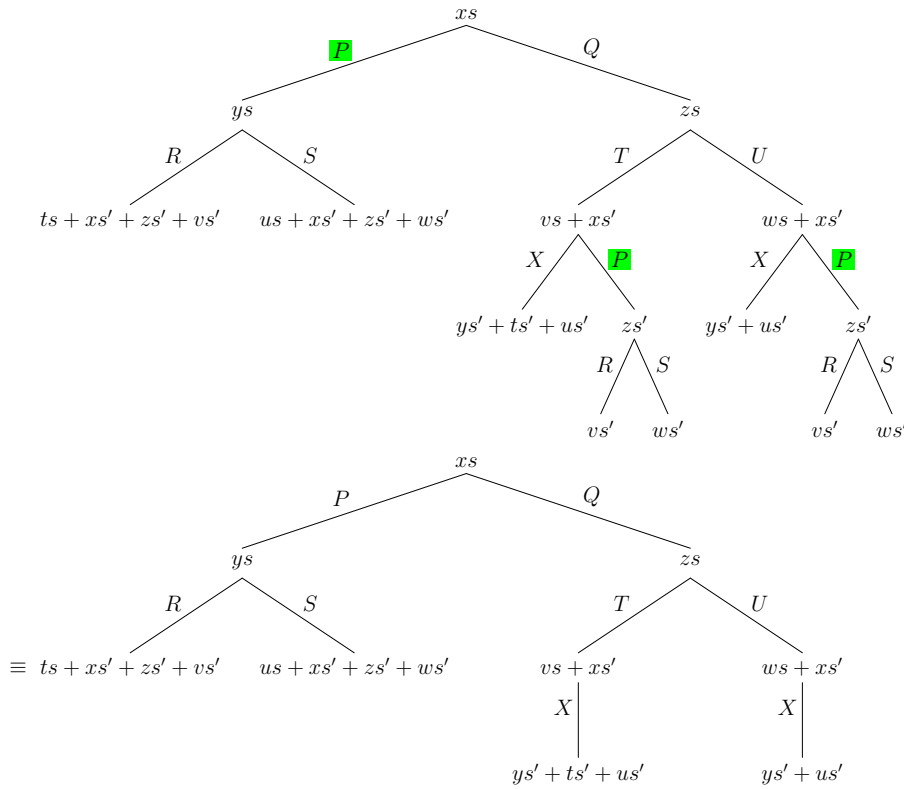 xs
P Q
ys zs
R S T U
ts + xs′ + zs′ + vs′ us + xs′ + zs′ + ws′ vs + xs′ ws + xs′
X P X P
ys′ + ts′ + us′ zs′ ys′ + us′ zs′
R S R S
vs′ ws′ vs′ ws′
xs
P Q
ys zs
R S T U
≡ ts + xs′ + zs′ + vs′ us + xs′ + zs′ + ws′ vs + xs′ ws + xs′
X X
ys′ + ts′ + us′ ys′ + us′